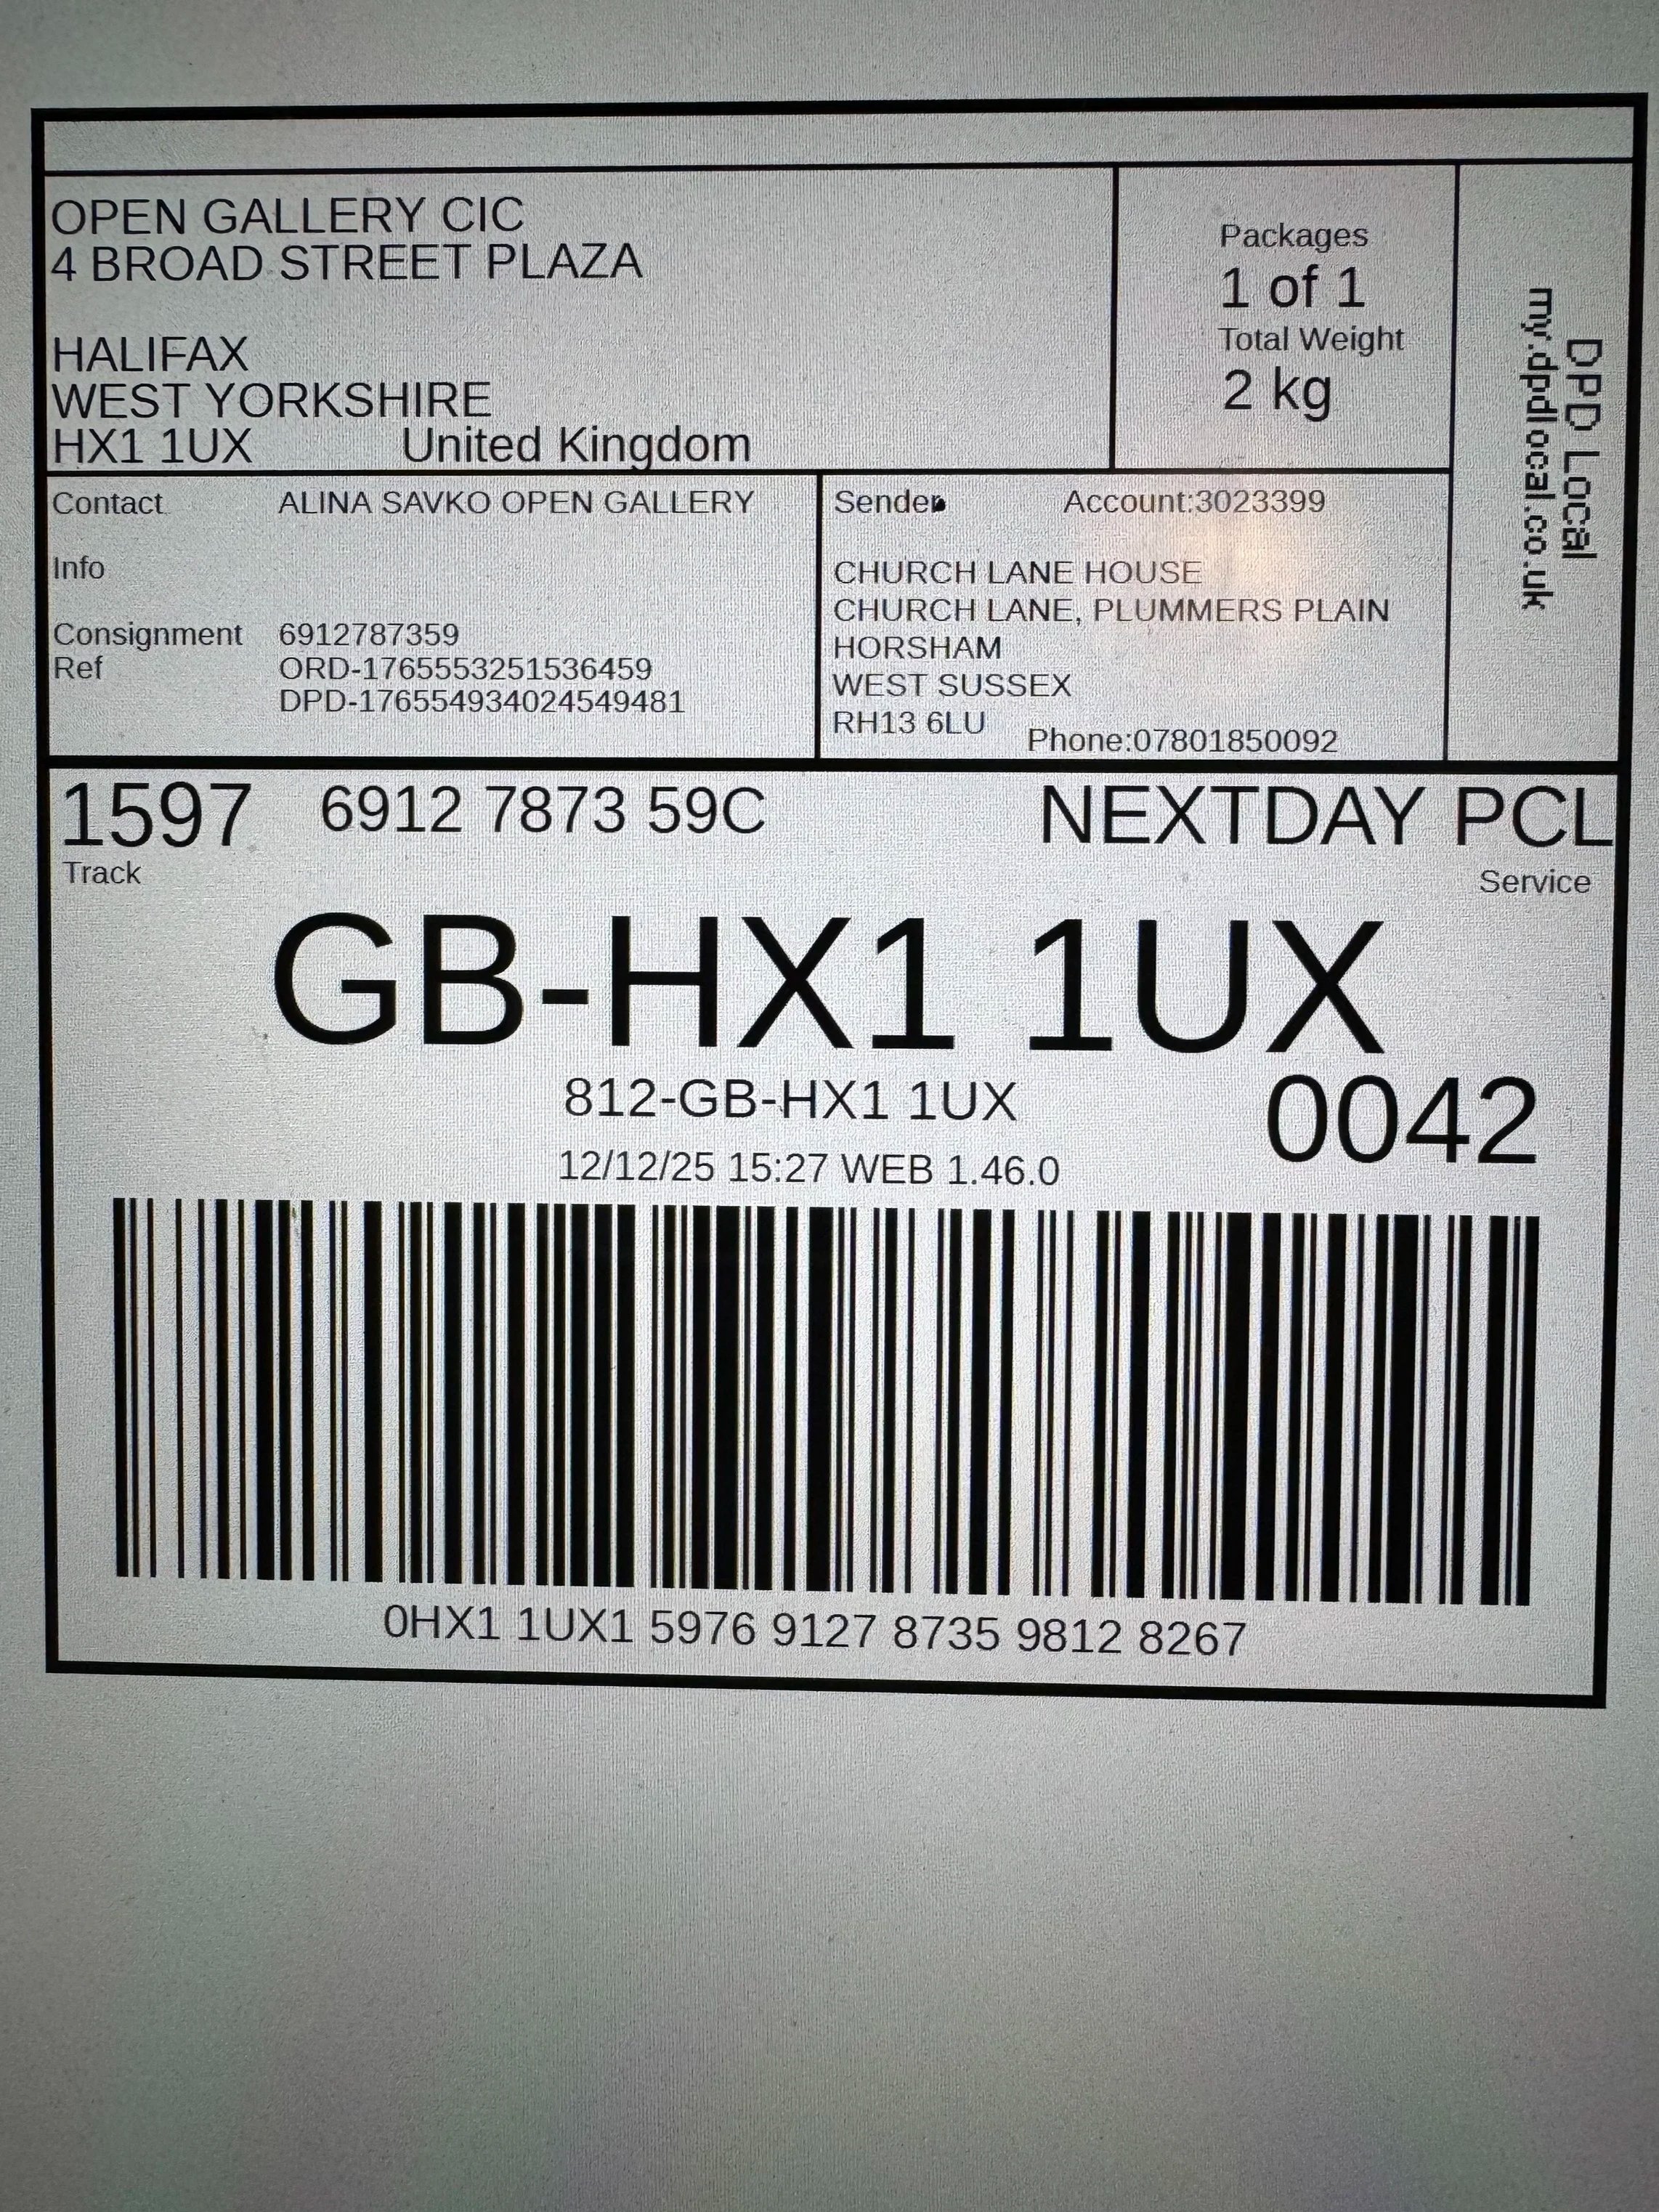 OPEN GALLERY CIC
4 BROAD STREET PLAZA
HALIFAX
WEST YORKSHIRE
HX1 1UX United Kingdom
Packages
1 of 1
Total Weight
2 kg
DPD Local
my.dpdlocal.co.uk
Contact ALINA SAVKO OPEN GALLERY
Info
Consignment 6912787359
Ref ORD-1765553251536459
DPD-176554934024549481
Sender Account:3023399
CHURCH LANE HOUSE
CHURCH LANE, PLUMMERS PLAIN
HORSHAM
WEST SUSSEX
RH13 6LU Phone:07801850092
1597 6912 7873 59C NEXTDAY PCL
Track Service
GB-HX1 1UX
812-GB-HX1 1UX 0042
12/12/25 15:27 WEB 1.46.0
0HX1 1UX1 5976 9127 8735 9812 8267